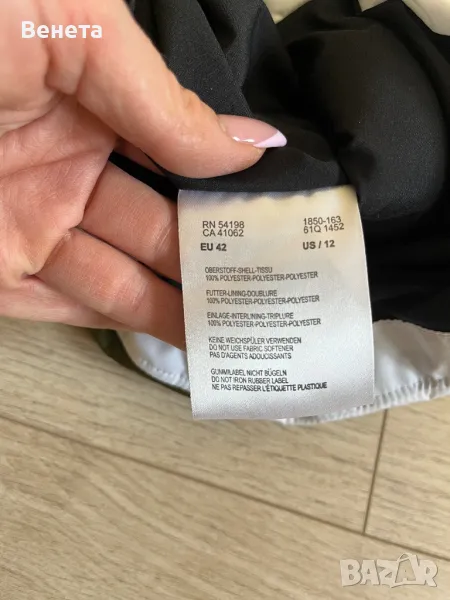 Венета
RN 54198 1850-163
CA 41062 61Q 1452
EU 42 US / 12
OBERSTOFF-SHELL-TISSU
100% POLYESTER-POLYESTER-POLYESTER
FUTTER-LINING-DOUBLURE
100% POLYESTER-POLYESTER-POLYESTER
EINLAGE-INTERLINING-TRIPLURE
100% POLYESTER-POLYESTER-POLYESTER
KEINE WEICHSPÜLER VERWENDEN
DO NOT USE FABRIC SOFTENER
PAS D'AGENTS ADOUCISSANTS
GUMMILABEL NICHT BÜGELN
DO NOT IRON RUBBER LABEL
NE PAS REPASSER L'ÉTIQUETTE PLASTIQUE
bazar